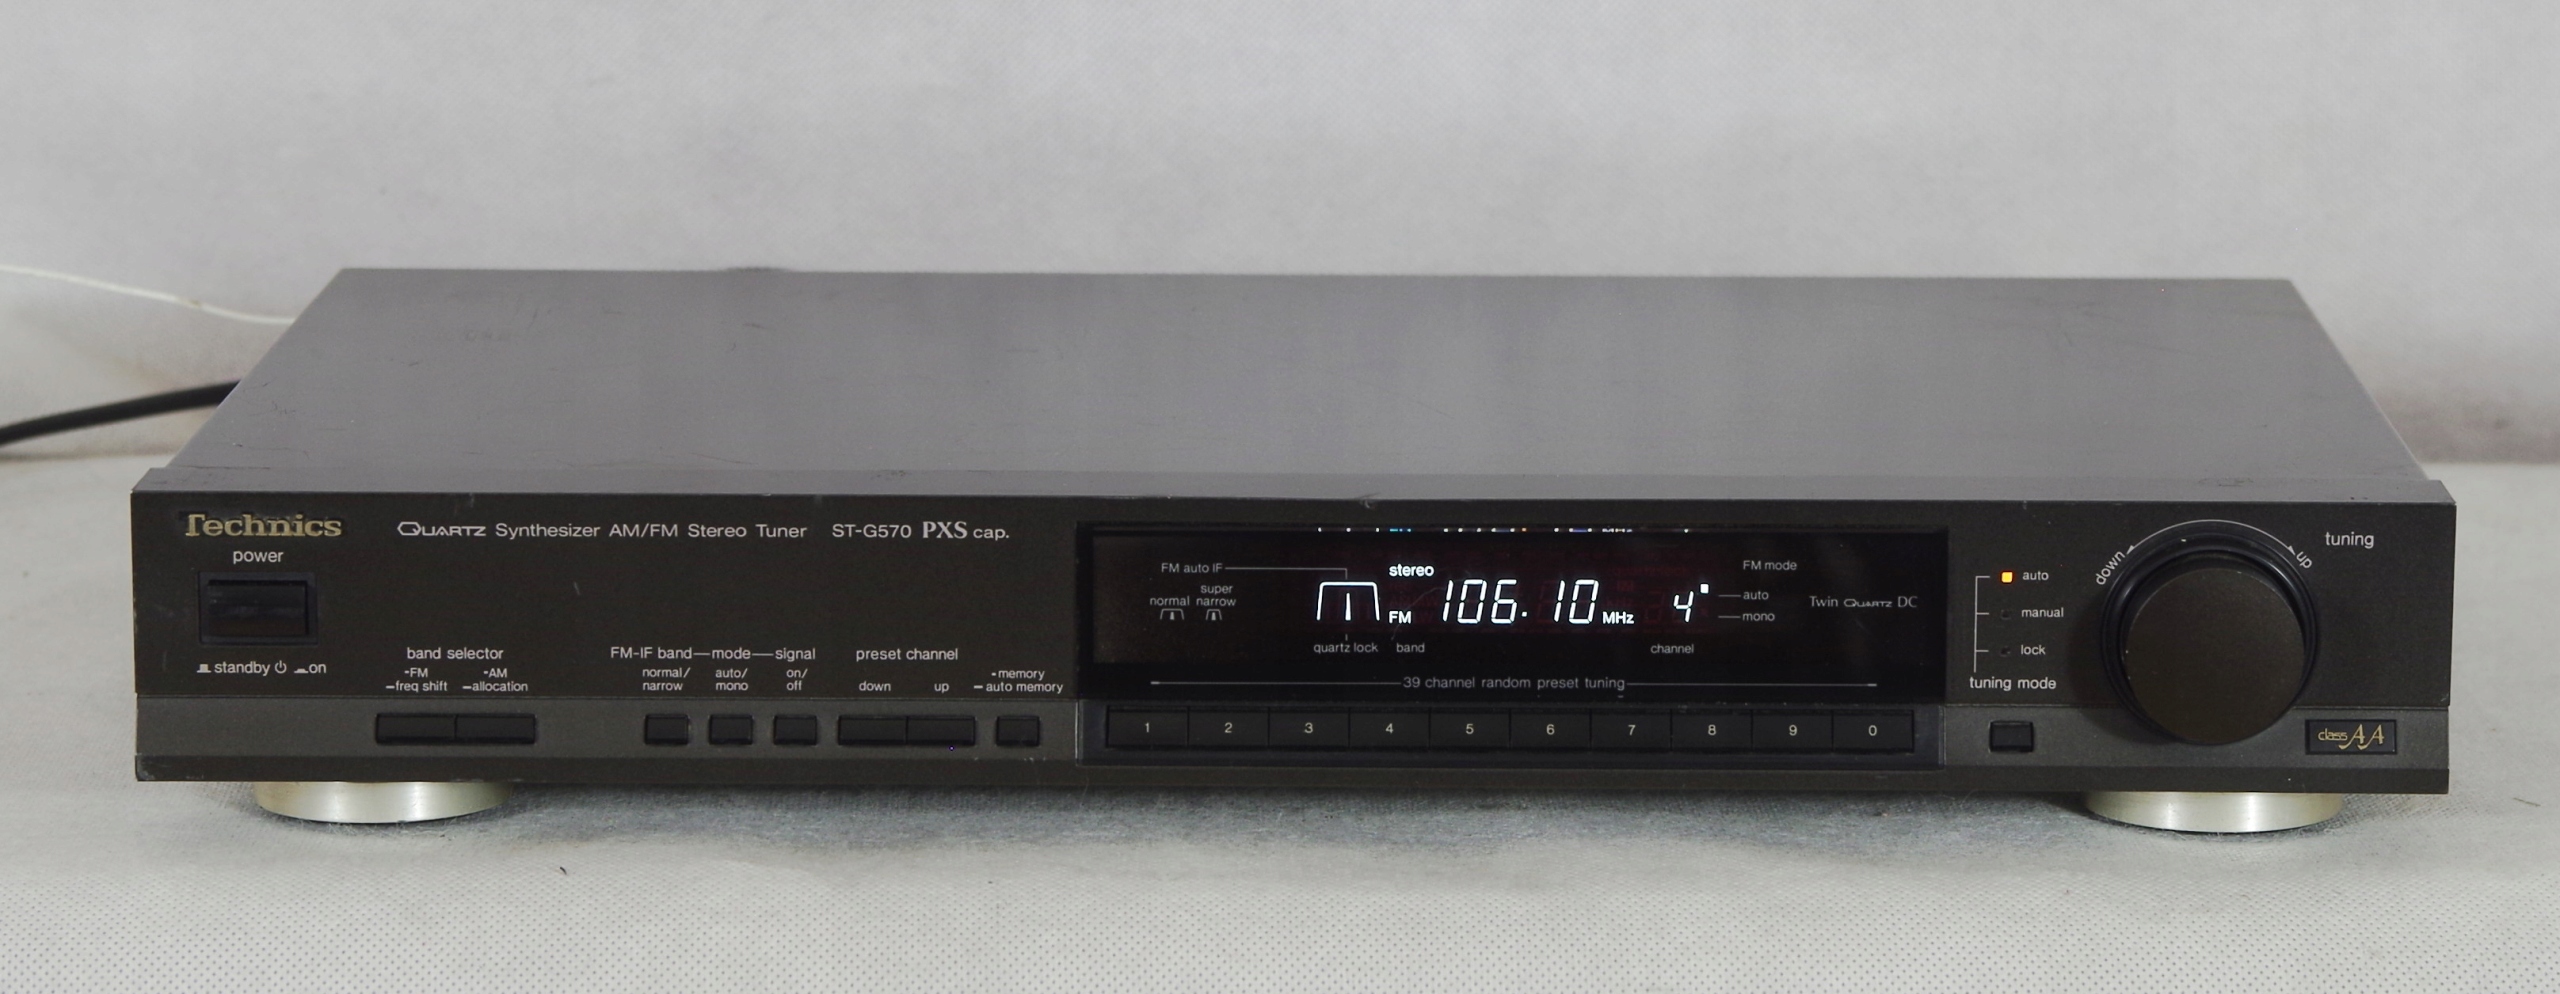 Technics
QUARTZ Synthesizer AM/FM Stereo Tuner ST-G570 PXS cap.
power
standby on
band selector
-FM -AM
-freq shift -allocation
FM-IF band—mode—signal
normal/ auto/ on/
narrow mono off
preset channel
down up
-memory
-auto memory
FM auto IF
super
normal narrow
stereo
FM 106.10 MHz 4
quartz lock band channel
FM mode
auto
mono
Twin QUARTZ DC
39 channel random preset tuning
1 2 3 4 5 6 7 8 9 0
auto
manual
lock
tuning mode
down up
tuning
class AA